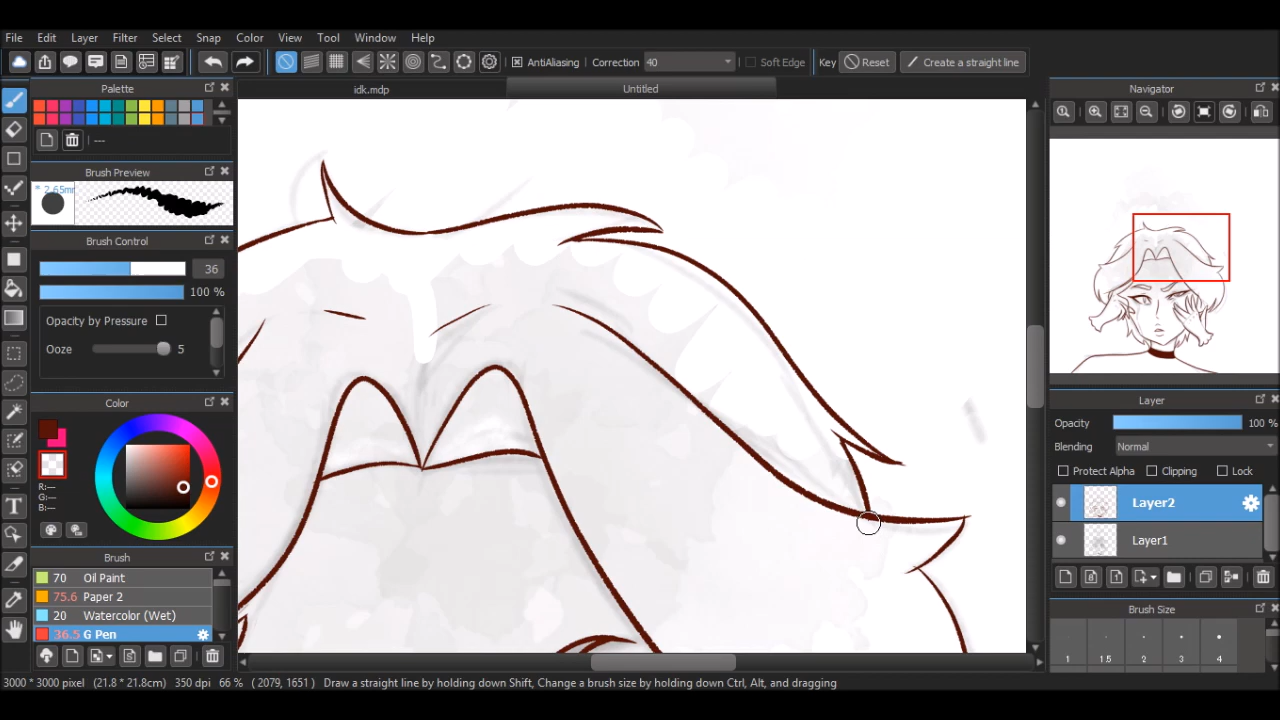 File Edit Layer Filter Select Snap Color View Tool Window Help
AntiAliasing Correction 40 Soft Edge Key Reset Create a straight line
Palette
idk.mdp Untitled
Navigator
---
Brush Preview
* 2.65mm
Brush Control
36
100 %
Opacity by Pressure
Ooze 5
Color
R:---
G:---
B:---
Brush
70 Oil Paint
75.6 Paper 2
20 Watercolor (Wet)
36.5 G Pen
Layer
Opacity 100 %
Blending Normal
Protect Alpha Clipping Lock
Layer2
Layer1
Brush Size
1 1.5 2 3 4
3000 * 3000 pixel (21.8 * 21.8cm) 350 dpi 66 % ( 2079, 1651 ) Draw a straight line by holding down Shift, Change a brush size by holding down Ctrl, Alt, and dragging